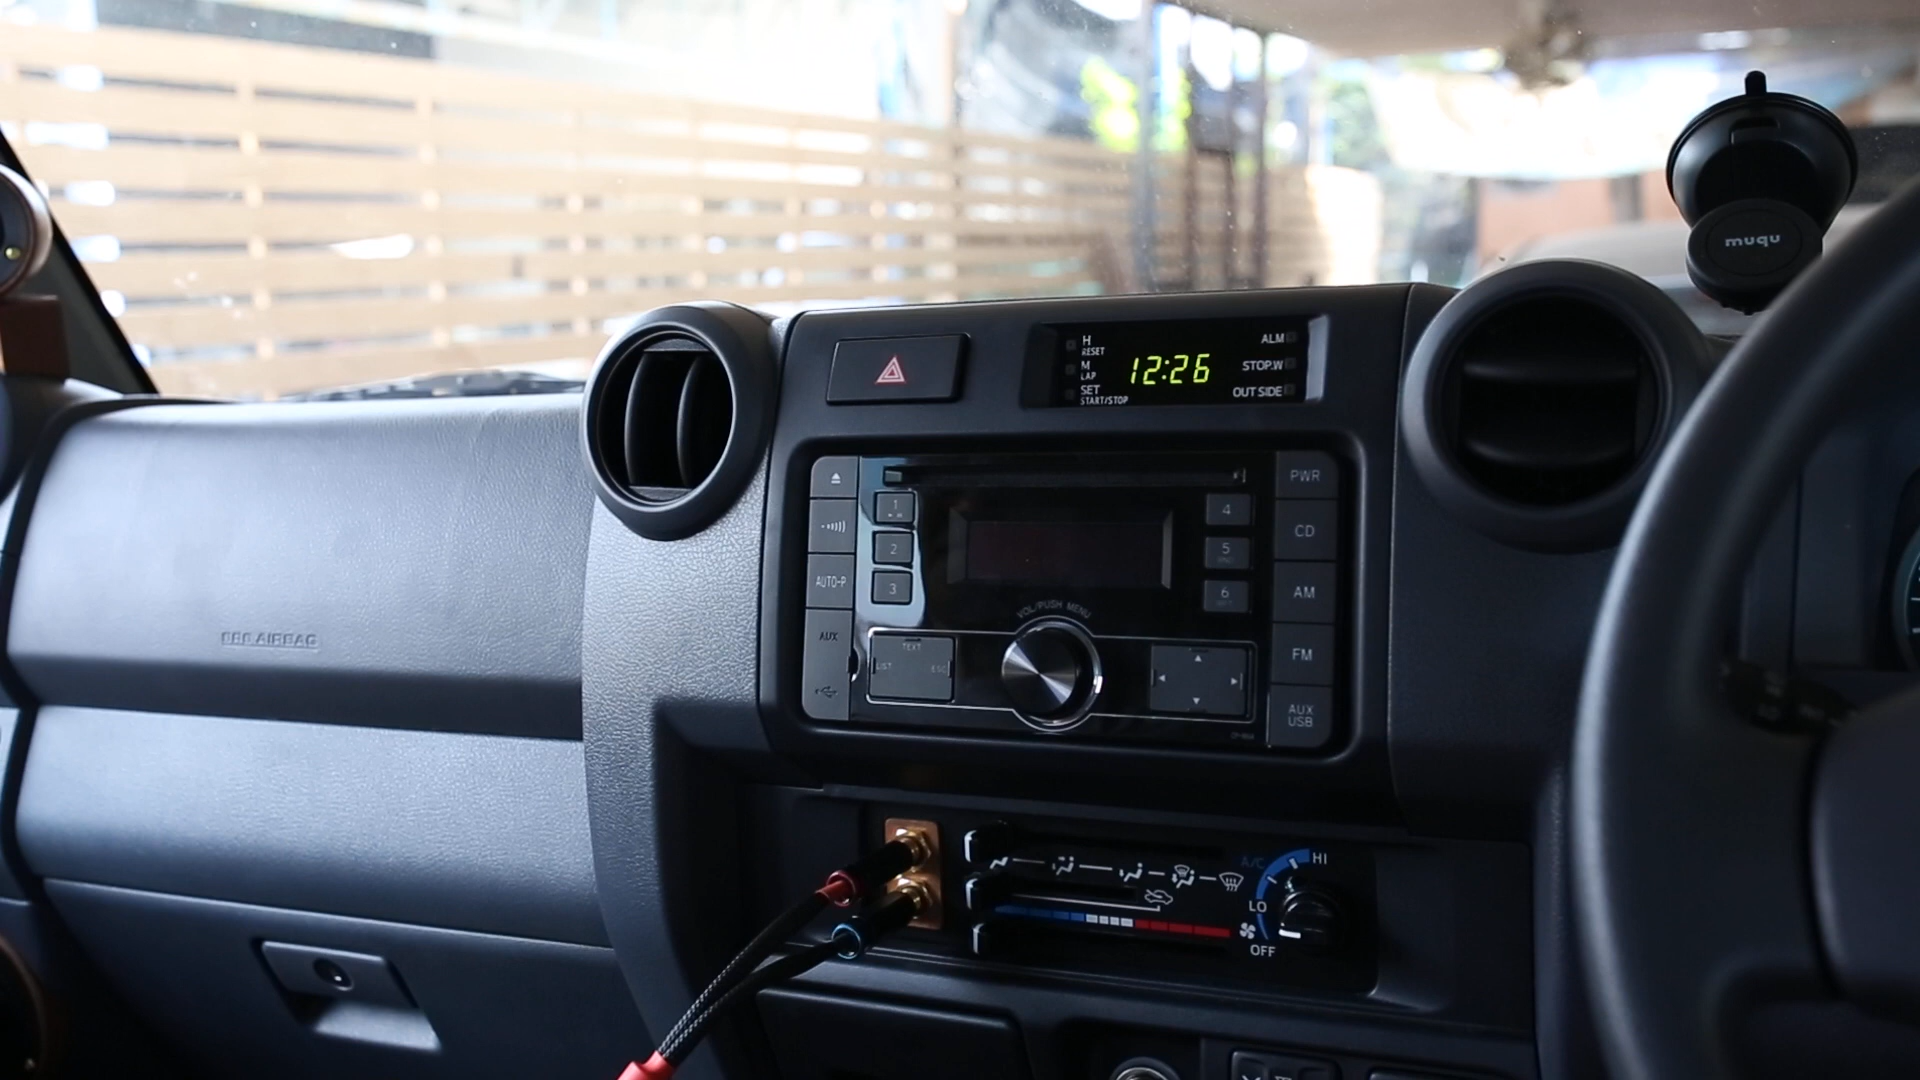 muqu
H
RESET
M
LAP
SET
START/STOP
12:26
ALM
STOP.W
OUT SIDE
1
2
3
AUTO-P
AUX
4
5
6
PWR
CD
AM
FM
AUX
USB
VOL/PUSH MENU
TEXT
LIST
ESC
SRS AIRBAG
A/C
HI
LO
OFF